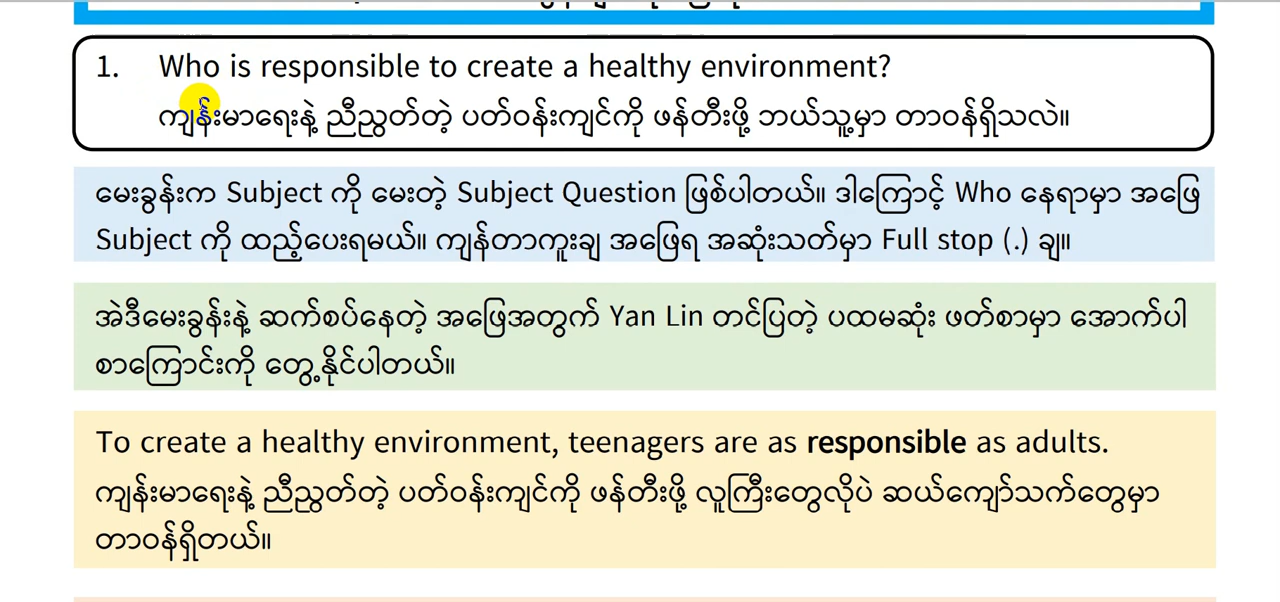 1. Who is responsible to create a healthy environment?
ကျန်းမာရေးနဲ့ ညီညွတ်တဲ့ ပတ်ဝန်းကျင်ကို ဖန်တီးဖို့ ဘယ်သူ့မှာ တာဝန်ရှိသလဲ။
မေးခွန်းက Subject ကို မေးတဲ့ Subject Question ဖြစ်ပါတယ်။ ဒါကြောင့် Who နေရာမှာ အဖြေ
Subject ကို ထည့်ပေးရမယ်။ ကျန်တာကူးချ အဖြေရ အဆုံးသတ်မှာ Full stop (.) ချ။
အဲဒီမေးခွန်းနဲ့ ဆက်စပ်နေတဲ့ အဖြေအတွက် Yan Lin တင်ပြတဲ့ ပထမဆုံး ဖတ်စာမှာ အောက်ပါ
စာကြောင်းကို တွေ့နိုင်ပါတယ်။
To create a healthy environment, teenagers are as responsible as adults.
ကျန်းမာရေးနဲ့ ညီညွတ်တဲ့ ပတ်ဝန်းကျင်ကို ဖန်တီးဖို့ လူကြီးတွေလိုပဲ ဆယ်ကျော်သက်တွေမှာ
တာဝန်ရှိတယ်။